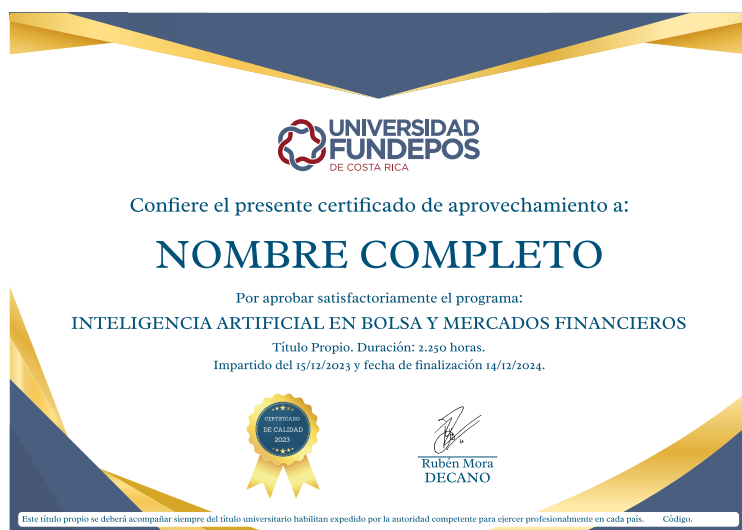 UNIVERSIDAD
FUNDEPOS
DE COSTA RICA
Confiere el presente certificado de aprovechamiento a:
NOMBRE COMPLETO
Por aprobar satisfactoriamente el programa:
INTELIGENCIA ARTIFICIAL EN BOLSA Y MERCADOS FINANCIEROS
Título Propio. Duración: 2.250 horas.
Impartido del 15/12/2023 y fecha de finalización 14/12/2024.
CERTIFICADO
DE CALIDAD
2023
Rubén Mora
DECANO
Este título propio se deberá acompañar siempre del título universitario habilitan expedido por la autoridad competente para ejercer profesionalmente en cada país. Código.